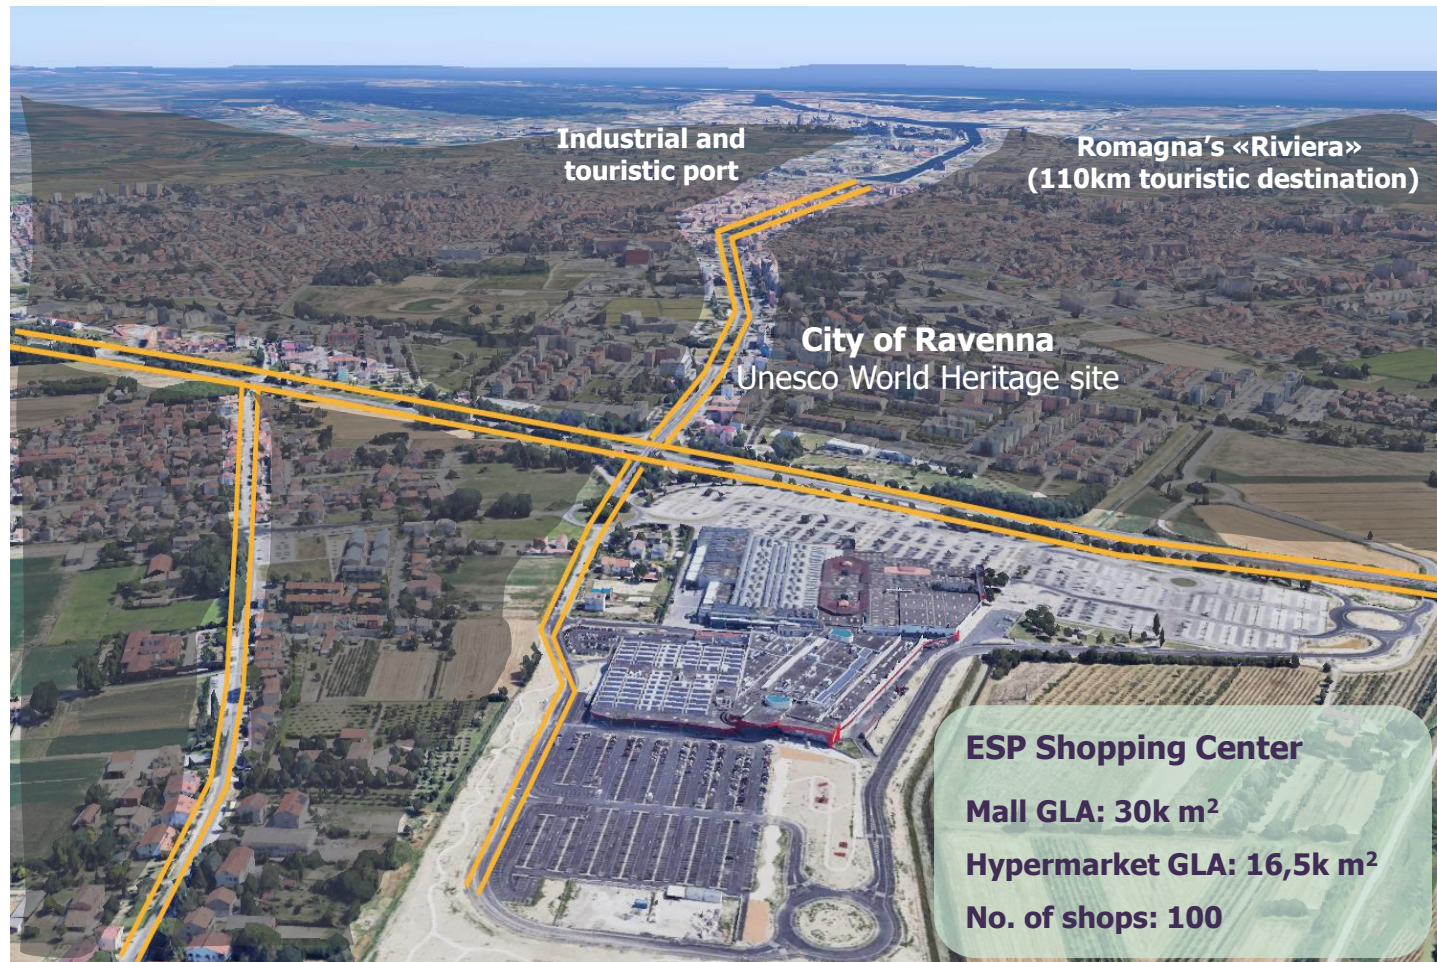 Industrial and
touristic port
Romagna’s «Riviera»
(110km touristic destination)
City of Ravenna
Unesco World Heritage site
ESP Shopping Center
Mall GLA: 30k m²
Hypermarket GLA: 16,5k m²
No. of shops: 100